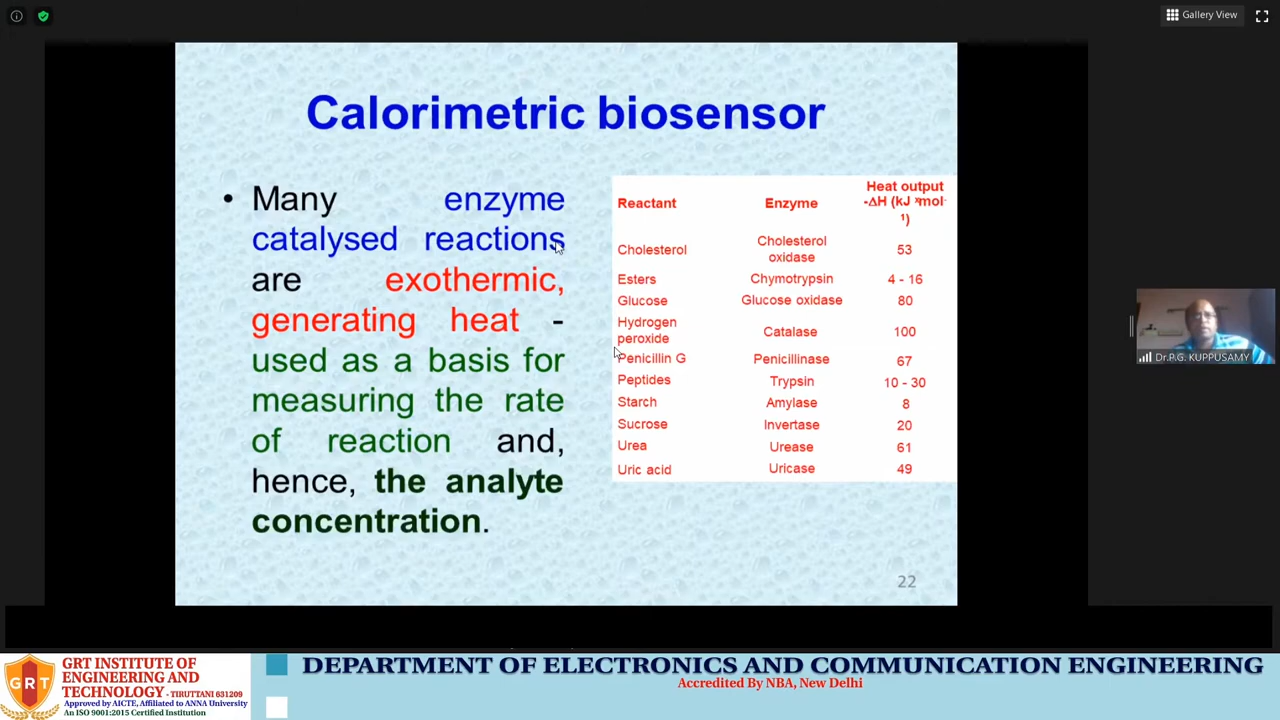 Gallery View
Calorimetric biosensor
• Many enzyme
catalysed reactions
are exothermic,
generating heat -
used as a basis for
measuring the rate
of reaction and,
hence, the analyte
concentration.
Reactant Enzyme Heat output
-ΔH (kJ xmol-
1)
Cholesterol Cholesterol
oxidase 53
Esters Chymotrypsin 4 - 16
Glucose Glucose oxidase 80
Hydrogen
peroxide Catalase 100
Penicillin G Penicillinase 67
Peptides Trypsin 10 - 30
Starch Amylase 8
Sucrose Invertase 20
Urea Urease 61
Uric acid Uricase 49
22
Dr.P.G. KUPPUSAMY
GRT
GRT INSTITUTE OF
ENGINEERING AND
TECHNOLOGY - TIRUTTANI 631209
Approved by AICTE, Affiliated to ANNA University
An ISO 9001:2015 Certified Institution
DEPARTMENT OF ELECTRONICS AND COMMUNICATION ENGINEERING
Accredited By NBA, New Delhi